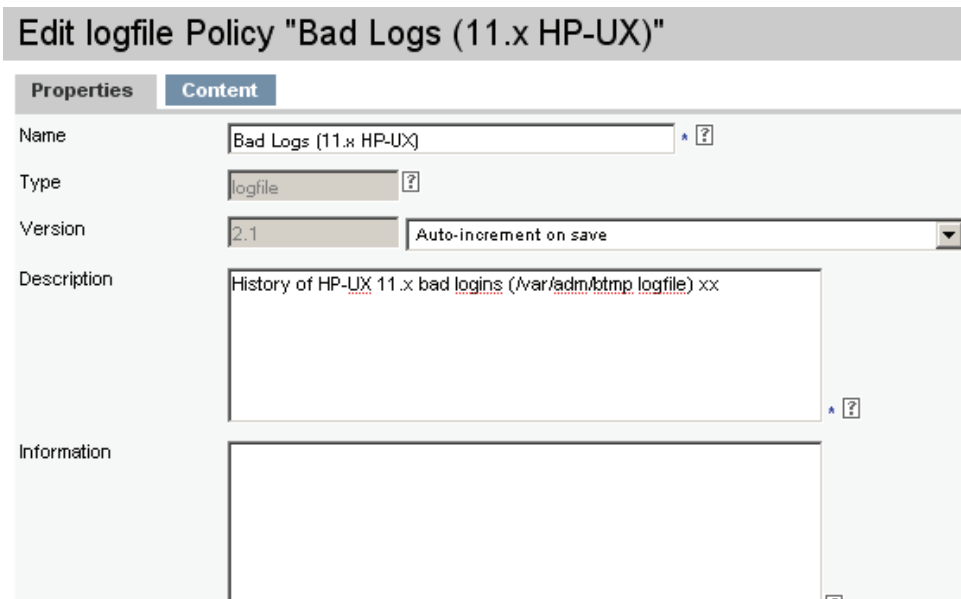 Edit logfile Policy "Bad Logs (11.x HP-UX)"
Properties Content
Name Bad Logs (11.x HP-UX) * ?
Type logfile ?
Version 2.1 Auto-increment on save
Description History of HP-UX 11.x bad logins (/var/adm/btmp logfile) xx
* ?
Information